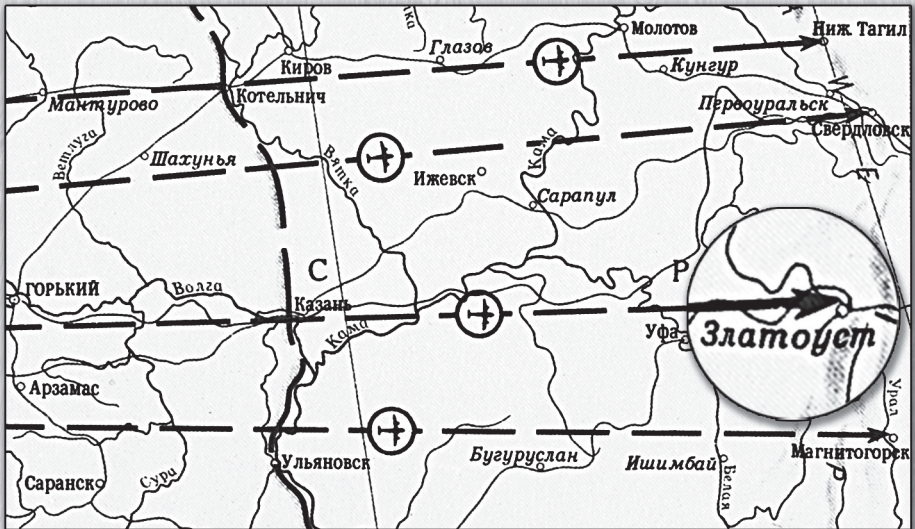 Молотов
Ниж Тагил
Глазов
Киров
Кунгур
Мантурово
Котельнич
Первоуральск
Свердловск
Ветлуга
Шахунья
Вятка
Кама
Ижевск
Сарапул
С
Р
ГОРЬКИЙ
Волга
Казань
Кама
Уфа
Златоуст
Арзамас
Урал
Бугуруслан
Магнитогорск
Ульяновск
Ишимбай
Саранск
Сура
Белая
Р